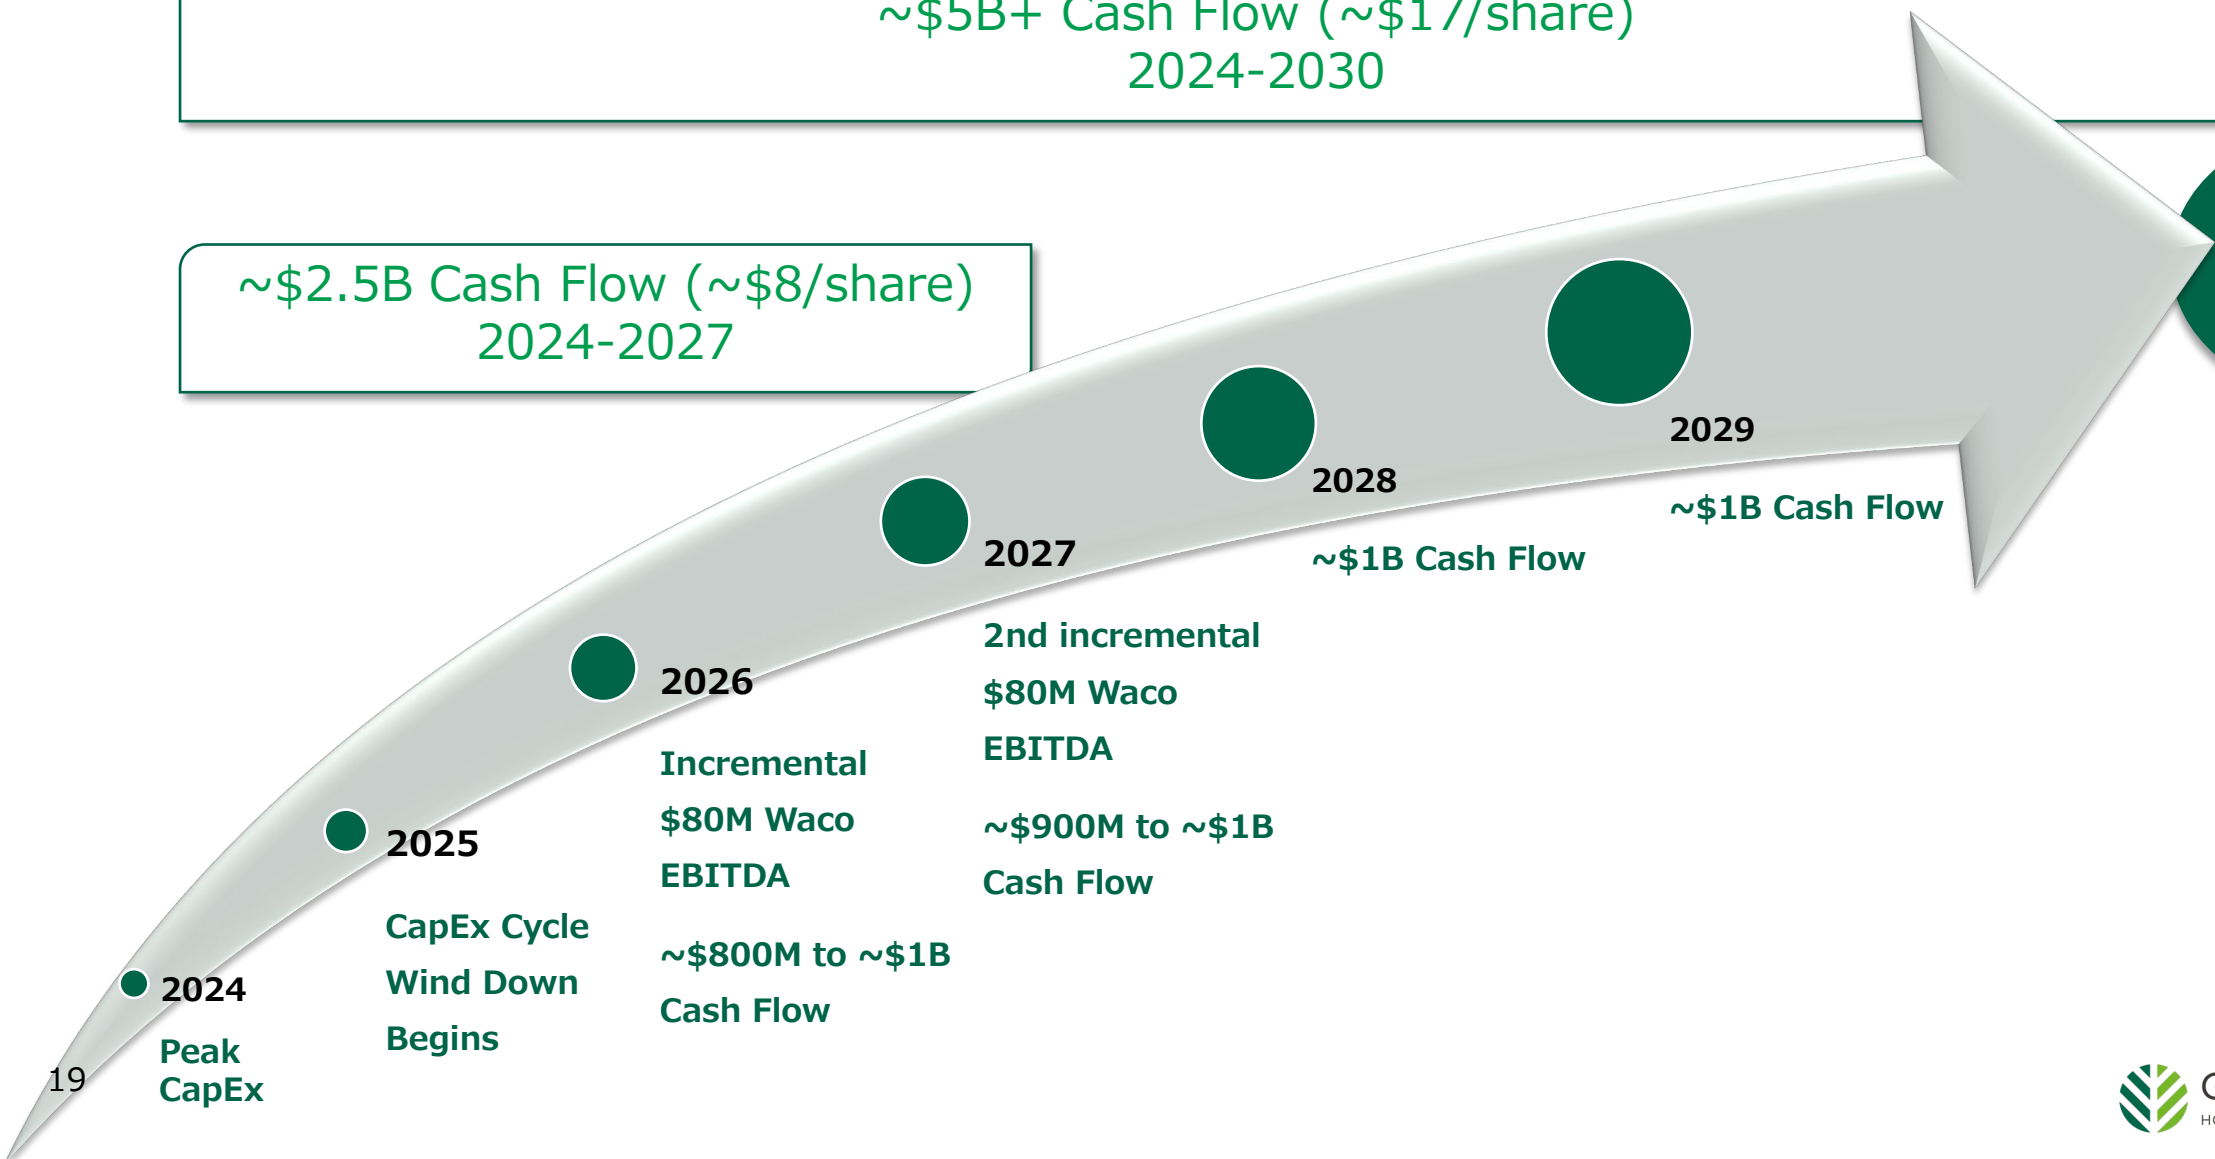 ~$5B+ Cash Flow (~$17/share)
2024-2030
~$2.5B Cash Flow (~$8/share)
2024-2027
2024
Peak
CapEx
2025
CapEx Cycle
Wind Down
Begins
2026
Incremental
$80M Waco
EBITDA
~$800M to ~$1B
Cash Flow
2027
2nd incremental
$80M Waco
EBITDA
~$900M to ~$1B
Cash Flow
2028
~$1B Cash Flow
2029
~$1B Cash Flow
19